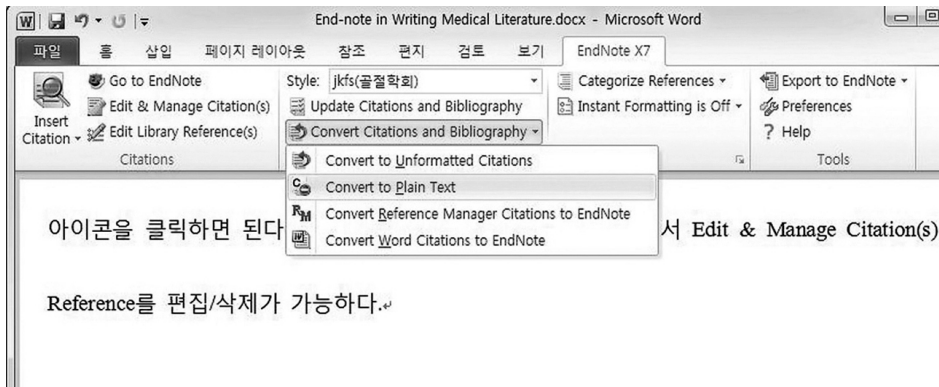 End-note in Writing Medical Literature.docx - Microsoft Word
파일 홈 삽입 페이지 레이아웃 참조 편지 검토 보기 EndNote X7
Insert Citation
Go to EndNote
Edit & Manage Citation(s)
Edit Library Reference(s)
Citations
Style: jkfs(골절학회)
Update Citations and Bibliography
Convert Citations and Bibliography
Convert to Unformatted Citations
Convert to Plain Text
Convert Reference Manager Citations to EndNote
Convert Word Citations to EndNote
Categorize References
Instant Formatting is Off
Export to EndNote
Preferences
? Help
Tools
아이콘을 클릭하면 된다 서 Edit & Manage Citation(s)
Reference를 편집/삭제가 가능하다.